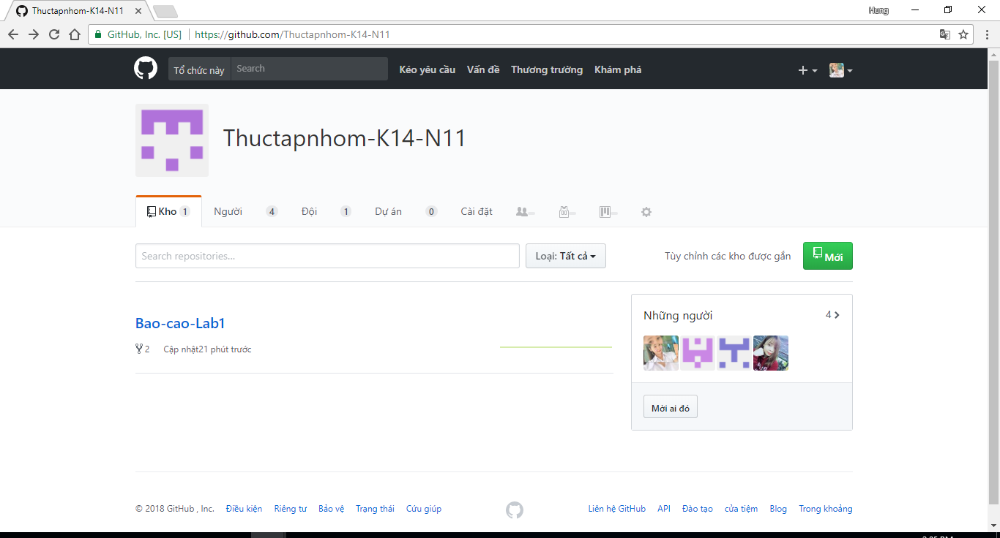 Thuctapnhom-K14-N11
Hung
GitHub, Inc. [US] https://github.com/Thuctapnhom-K14-N11
Tổ chức này Search Kéo yêu cầu Vấn đề Thương trường Khám phá
Thuctapnhom-K14-N11
Kho 1 Người 4 Đội 1 Dự án 0 Cài đặt
Search repositories... Loại: Tất cả Tùy chỉnh các kho được gắn Mới
Bao-cao-Lab1
2 Cập nhật21 phút trước
Những người 4
Mời ai đó
© 2018 GitHub , Inc. Điều kiện Riêng tư Bảo vệ Trạng thái Cứu giúp Liên hệ GitHub API Đào tạo cửa tiệm Blog Trong khoảng